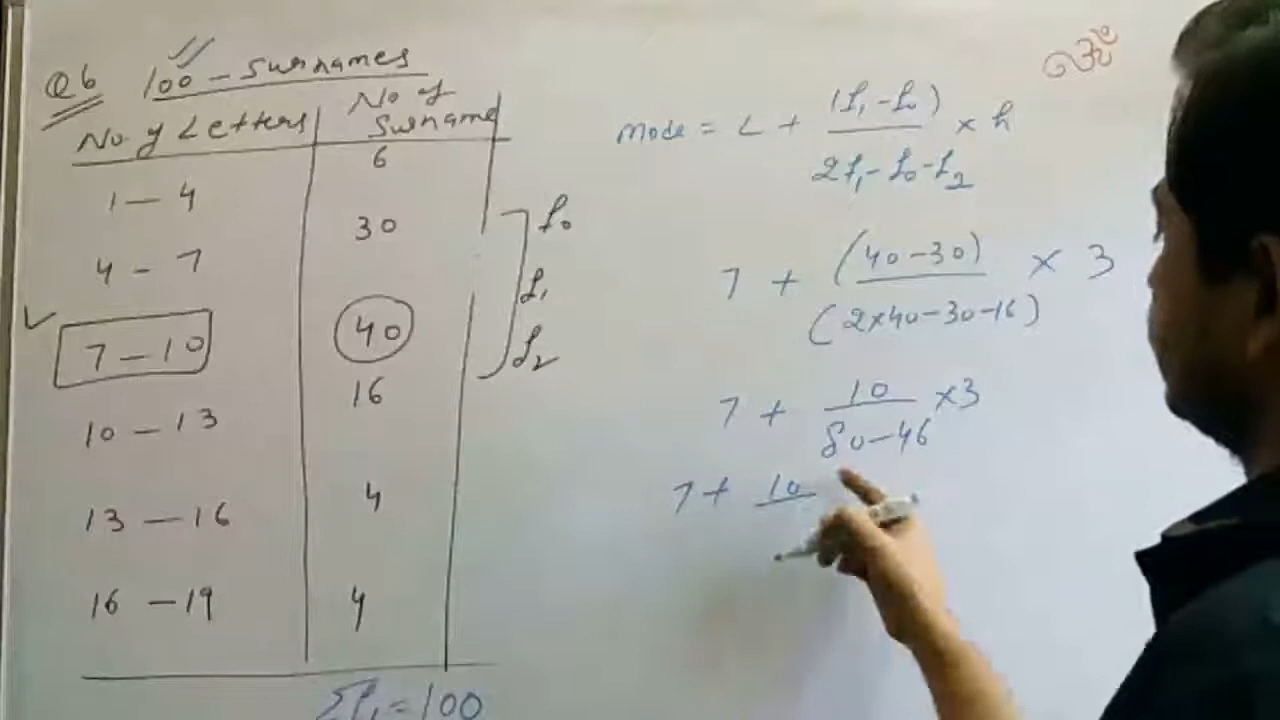 Q6 100 - Surnames
No. of Letters No of Surname
1 - 4 6
4 - 7 30
7 - 10 40
10 - 13 16
13 - 16 4
16 - 19 4
Σf₁ = 100
f₀
f₁
f₂
ॐ
Mode = L + (f₁ - f₀) / 2f₁ - f₀ - f₂ × h
7 + (40-30) / (2×40-30-16) × 3
7 + 10 / 80-46 ×3
7 + 10